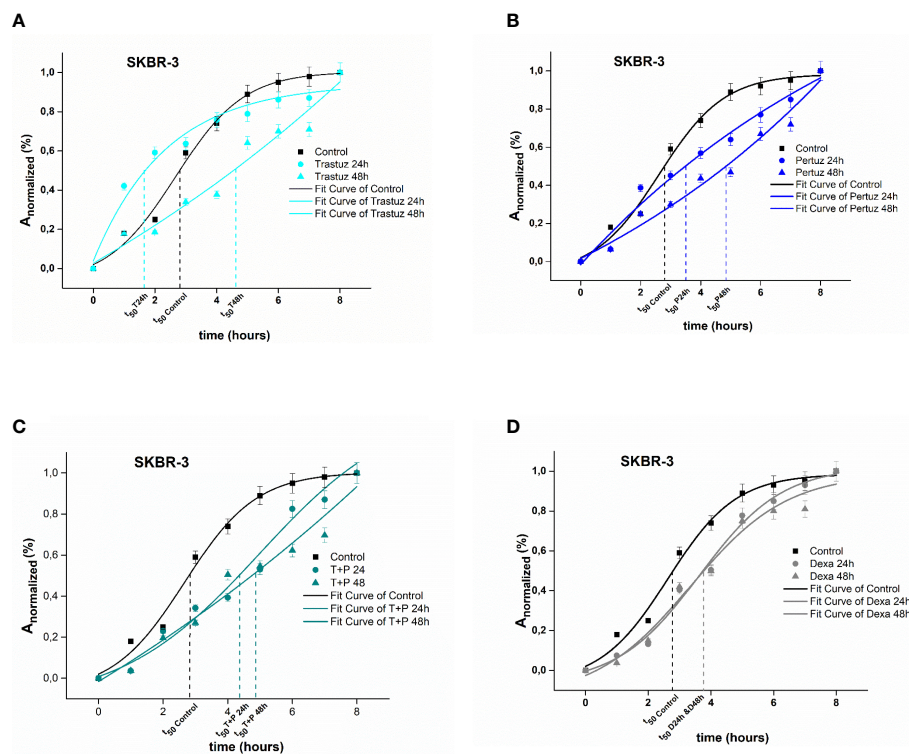 A
SKBR-3
A normalized (%)
1,0
0,8
0,6
0,4
0,2
0,0
Control
Trastuz 24h
Trastuz 48h
Fit Curve of Control
Fit Curve of Trastuz 24h
Fit Curve of Trastuz 48h
0 2 4 6 8
t50 T24h
t50 Control
t50 T48h
time (hours)
B
SKBR-3
A normalized (%)
1,0
0,8
0,6
0,4
0,2
0,0
Control
Pertuz 24h
Pertuz 48h
Fit Curve of Control
Fit Curve of Pertuz 24h
Fit Curve of Pertuz 48h
0 2 4 6 8
t50 Control
t50 P24h
t50 P48h
time (hours)
C
SKBR-3
A normalized (%)
1,0
0,8
0,6
0,4
0,2
0,0
Control
T+P 24
T+P 48
Fit Curve of Control
Fit Curve of T+P 24h
Fit Curve of T+P 48h
0 2 4 6 8
t50 Control
t50 T+P 24h
t50 T+P 48h
time (hours)
D
SKBR-3
A normalized (%)
1,0
0,8
0,6
0,4
0,2
0,0
Control
Dexa 24h
Dexa 48h
Fit Curve of Control
Fit Curve of Dexa 24h
Fit Curve of Dexa 48h
0 2 4 6 8
t50 Control
t50 D24h &D48h
time (hours)